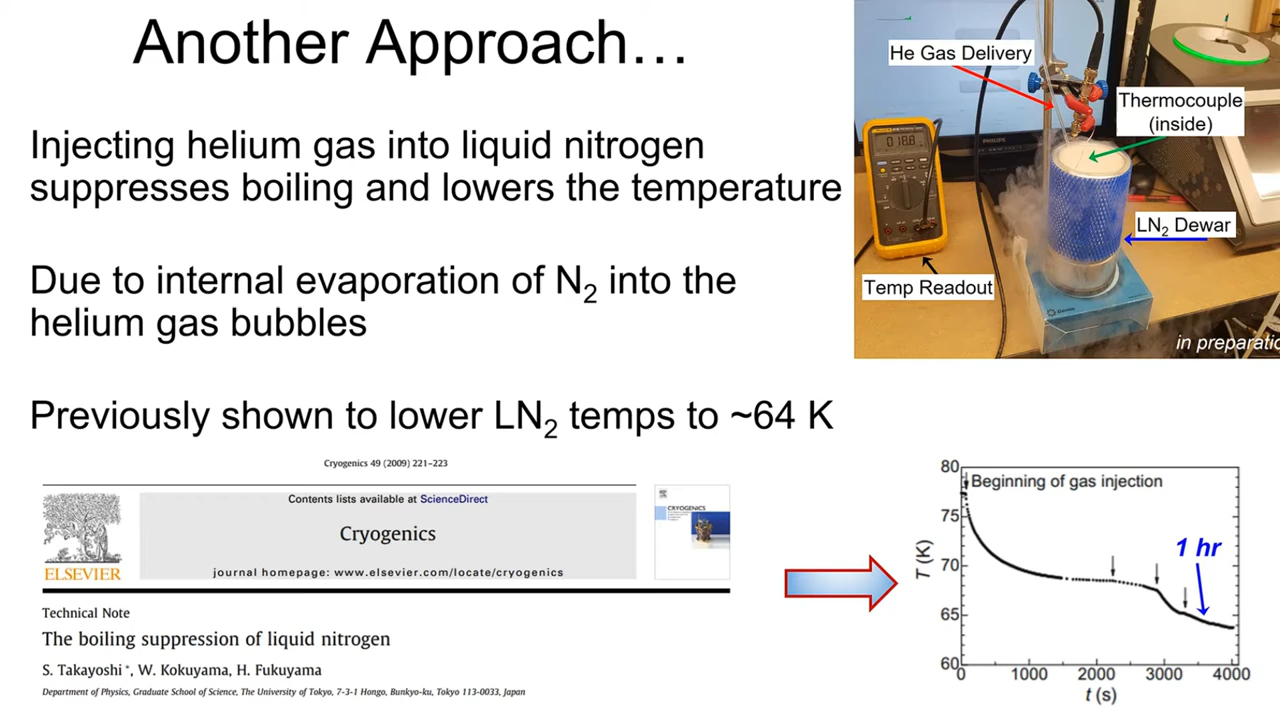 Another Approach…
Injecting helium gas into liquid nitrogen
suppresses boiling and lowers the temperature
Due to internal evaporation of N₂ into the
helium gas bubbles
Previously shown to lower LN₂ temps to ~64 K
He Gas Delivery
Thermocouple
(inside)
LN₂ Dewar
Temp Readout
PHILIPS
018.8
in preparatio
Cryogenics 49 (2009) 221–223
Contents lists available at ScienceDirect
Cryogenics
journal homepage: www.elsevier.com/locate/cryogenics
ELSEVIER
CRYOGENICS
Technical Note
The boiling suppression of liquid nitrogen
S. Takayoshi *, W. Kokuyama, H. Fukuyama
Department of Physics, Graduate School of Science, The University of Tokyo, 7-3-1 Hongo, Bunkyo-ku, Tokyo 113-0033, Japan
Beginning of gas injection
1 hr
T (K)
80
75
70
65
60
0 1000 2000 3000 4000
t (s)